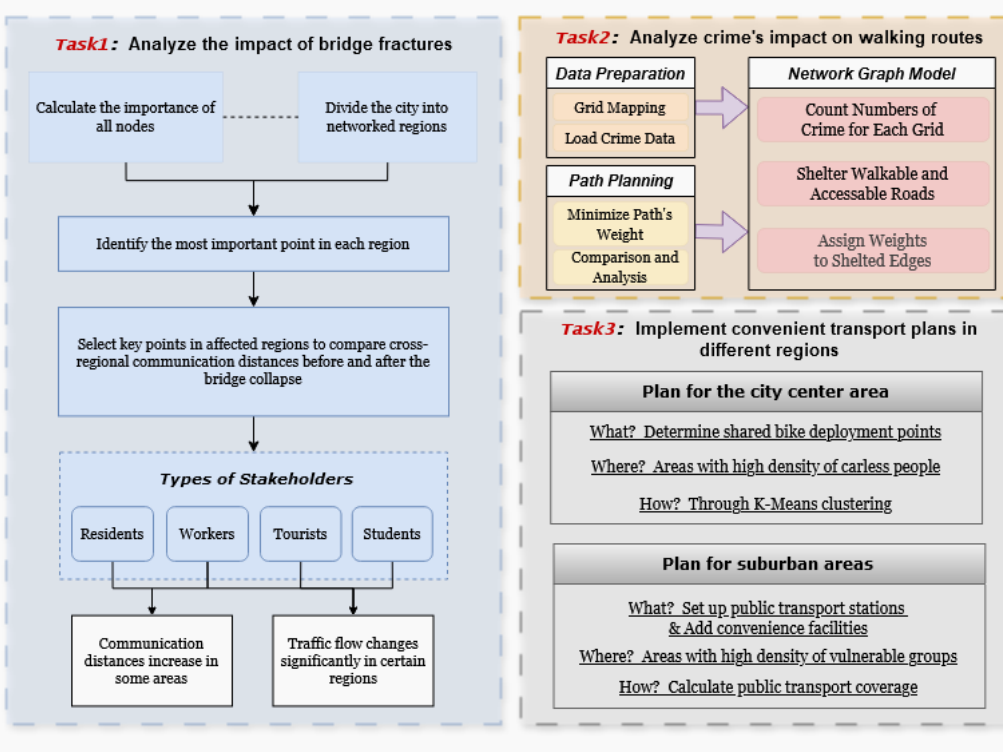 Task1: Analyze the impact of bridge fractures
Calculate the importance of
all nodes
Divide the city into
networked regions
Identify the most important point in each region
Select key points in affected regions to compare cross-
regional communication distances before and after the
bridge collapse
Types of Stakeholders
Residents
Workers
Tourists
Students
Communication
distances increase in
some areas
Traffic flow changes
significantly in certain
regions
Task2: Analyze crime's impact on walking routes
Data Preparation
Grid Mapping
Load Crime Data
Path Planning
Minimize Path's
Weight
Comparison and
Analysis
Network Graph Model
Count Numbers of
Crime for Each Grid
Shelter Walkable and
Accessable Roads
Assign Weights
to Shelted Edges
Task3: Implement convenient transport plans in
different regions
Plan for the city center area
What? Determine shared bike deployment points
Where? Areas with high density of carless people
How? Through K-Means clustering
Plan for suburban areas
What? Set up public transport stations
& Add convenience facilities
Where? Areas with high density of vulnerable groups
How? Calculate public transport coverage